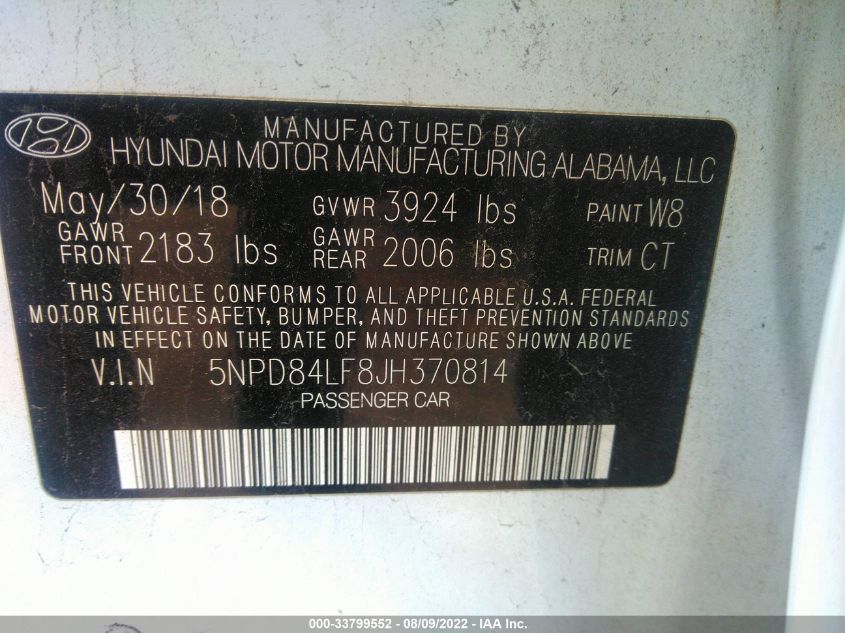 MANUFACTURED BY
HYUNDAI MOTOR MANUFACTURING ALABAMA, LLC
May/30/18 GVWR 3924 lbs PAINT W8
GAWR FRONT 2183 lbs GAWR REAR 2006 lbs TRIM CT
THIS VEHICLE CONFORMS TO ALL APPLICABLE U.S.A. FEDERAL
MOTOR VEHICLE SAFETY, BUMPER, AND THEFT PREVENTION STANDARDS
IN EFFECT ON THE DATE OF MANUFACTURE SHOWN ABOVE
V.I.N 5NPD84LF8JH370814
PASSENGER CAR
000-33799552 - 08/09/2022 - IAA Inc.